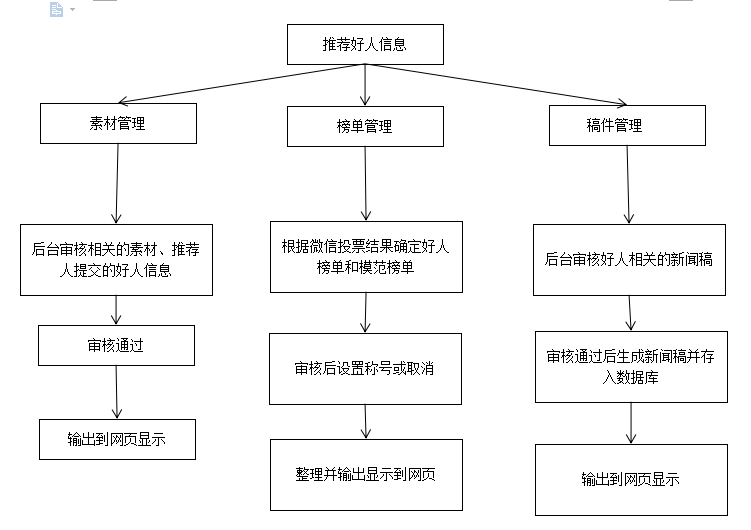 推荐好人信息
素材管理
榜单管理
稿件管理
后台审核相关的素材、推荐
人提交的好人信息
根据微信投票结果确定好人
榜单和模范榜单
后台审核好人相关的新闻稿
审核通过
审核后设置称号或取消
审核通过后生成新闻稿并存
入数据库
输出到网页显示
整理并输出显示到网页
输出到网页显示